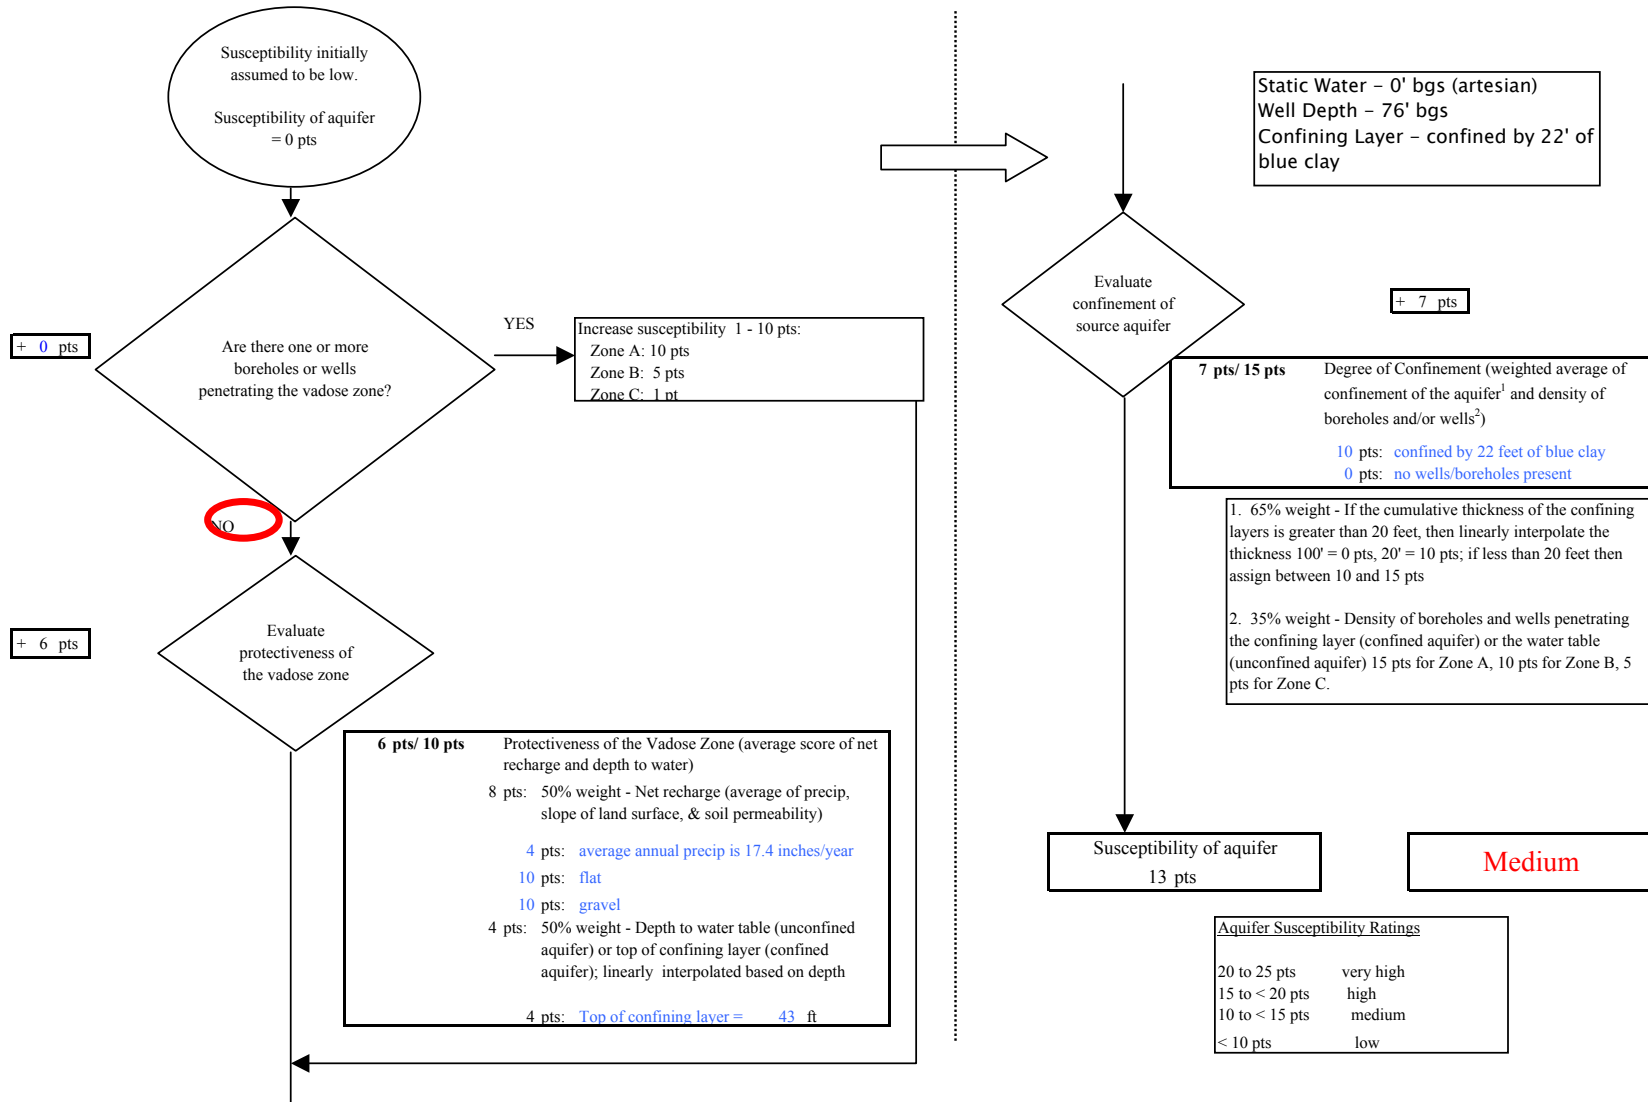 Susceptibility initially
assumed to be low.
Susceptibility of aquifer
= 0 pts
+ 0 pts
Are there one or more
boreholes or wells
penetrating the vadose zone?
YES
Increase susceptibility 1 - 10 pts:
Zone A: 10 pts
Zone B: 5 pts
Zone C: 1 pt
NO
+ 6 pts
Evaluate
protectiveness of
the vadose zone
6 pts/ 10 pts Protectiveness of the Vadose Zone (average score of net
recharge and depth to water)
8 pts: 50% weight - Net recharge (average of precip,
slope of land surface, & soil permeability)
4 pts: average annual precip is 17.4 inches/year
10 pts: flat
10 pts: gravel
4 pts: 50% weight - Depth to water table (unconfined
aquifer) or top of confining layer (confined
aquifer); linearly interpolated based on depth
4 pts: Top of confining layer = 43 ft
Static Water – 0' bgs (artesian)
Well Depth – 76' bgs
Confining Layer – confined by 22' of
blue clay
Evaluate
confinement of
source aquifer
+ 7 pts
7 pts/ 15 pts Degree of Confinement (weighted average of
confinement of the aquifer1 and density of
boreholes and/or wells2)
10 pts: confined by 22 feet of blue clay
0 pts: no wells/boreholes present
1. 65% weight - If the cumulative thickness of the confining
layers is greater than 20 feet, then linearly interpolate the
thickness 100' = 0 pts, 20' = 10 pts; if less than 20 feet then
assign between 10 and 15 pts
2. 35% weight - Density of boreholes and wells penetrating
the confining layer (confined aquifer) or the water table
(unconfined aquifer) 15 pts for Zone A, 10 pts for Zone B, 5
pts for Zone C.
Susceptibility of aquifer
13 pts
Medium
Aquifer Susceptibility Ratings
20 to 25 pts very high
15 to < 20 pts high
10 to < 15 pts medium
< 10 pts low